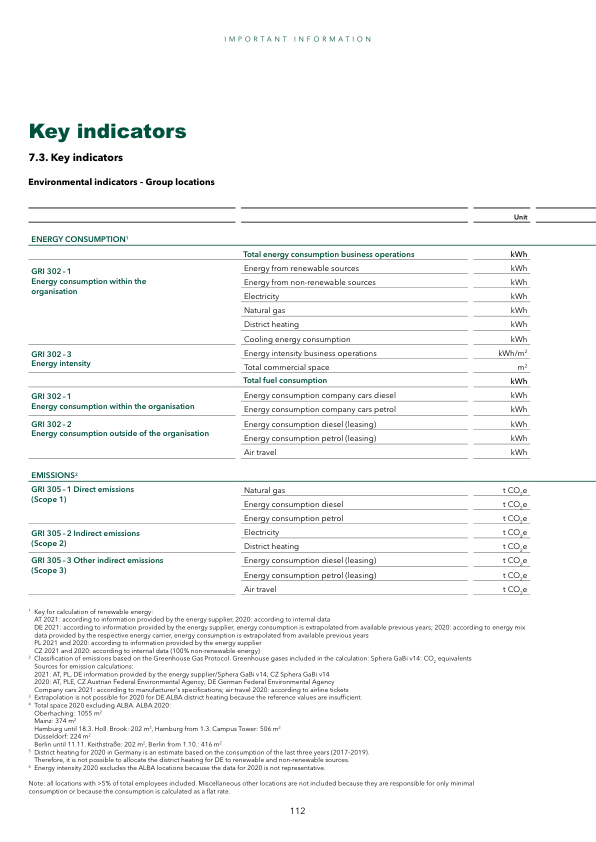 IMPORTANT INFORMATION
Key indicators
7.3. Key indicators
Environmental indicators – Group locations
Unit
ENERGY CONSUMPTION¹
Total energy consumption business operations kWh
GRI 302 – 1
Energy consumption within the
organisation
Energy from renewable sources kWh
Energy from non-renewable sources kWh
Electricity kWh
Natural gas kWh
District heating kWh
Cooling energy consumption kWh
GRI 302 – 3
Energy intensity
Energy intensity business operations kWh/m²
Total commercial space m²
Total fuel consumption kWh
GRI 302 – 1
Energy consumption within the organisation
Energy consumption company cars diesel kWh
Energy consumption company cars petrol kWh
GRI 302 – 2
Energy consumption outside of the organisation
Energy consumption diesel (leasing) kWh
Energy consumption petrol (leasing) kWh
Air travel kWh
EMISSIONS²
GRI 305 – 1 Direct emissions
(Scope 1)
Natural gas t CO₂e
Energy consumption diesel t CO₂e
Energy consumption petrol t CO₂e
GRI 305 – 2 Indirect emissions
(Scope 2)
Electricity t CO₂e
District heating t CO₂e
GRI 305 – 3 Other indirect emissions
(Scope 3)
Energy consumption diesel (leasing) t CO₂e
Energy consumption petrol (leasing) t CO₂e
Air travel t CO₂e
¹ Key for calculation of renewable energy:
AT 2021: according to information provided by the energy supplier, 2020: according to internal data
DE 2021: according to information provided by the energy supplier, energy consumption is extrapolated from available previous years; 2020: according to energy mix
data provided by the respective energy carrier, energy consumption is extrapolated from available previous years
PL 2021 and 2020: according to information provided by the energy supplier
CZ 2021 and 2020: according to internal data (100% non-renewable energy)
² Classification of emissions based on the Greenhouse Gas Protocol. Greenhouse gases included in the calculation: Sphera GaBi v14: CO₂ equivalents
Sources for emission calculations:
2021: AT, PL, DE information provided by the energy supplier/Sphera GaBi v14; CZ Sphera GaBi v14
2020: AT, PLE, CZ Austrian Federal Environmental Agency; DE German Federal Environmental Agency
Company cars 2021: according to manufacturer's specifications; air travel 2020: according to airline tickets
³ Extrapolation is not possible for 2020 for DE ALBA district heating because the reference values are insufficient.
⁴ Total space 2020 excluding ALBA. ALBA 2020:
Oberhaching: 1055 m²
Mainz: 374 m²
Hamburg until 18.3. Holl. Brook: 202 m², Hamburg from 1.3. Campus Tower: 506 m²
Düsseldorf: 224 m²
Berlin until 11.11. Keithstraße: 202 m², Berlin from 1.10.: 416 m²
⁵ District heating for 2020 in Germany is an estimate based on the consumption of the last three years (2017–2019).
Therefore, it is not possible to allocate the district heating for DE to renewable and non-renewable sources.
⁶ Energy intensity 2020 excludes the ALBA locations because the data for 2020 is not representative.
Note: all locations with >5% of total employees included. Miscellaneous other locations are not included because they are responsible for only minimal
consumption or because the consumption is calculated as a flat rate.
112